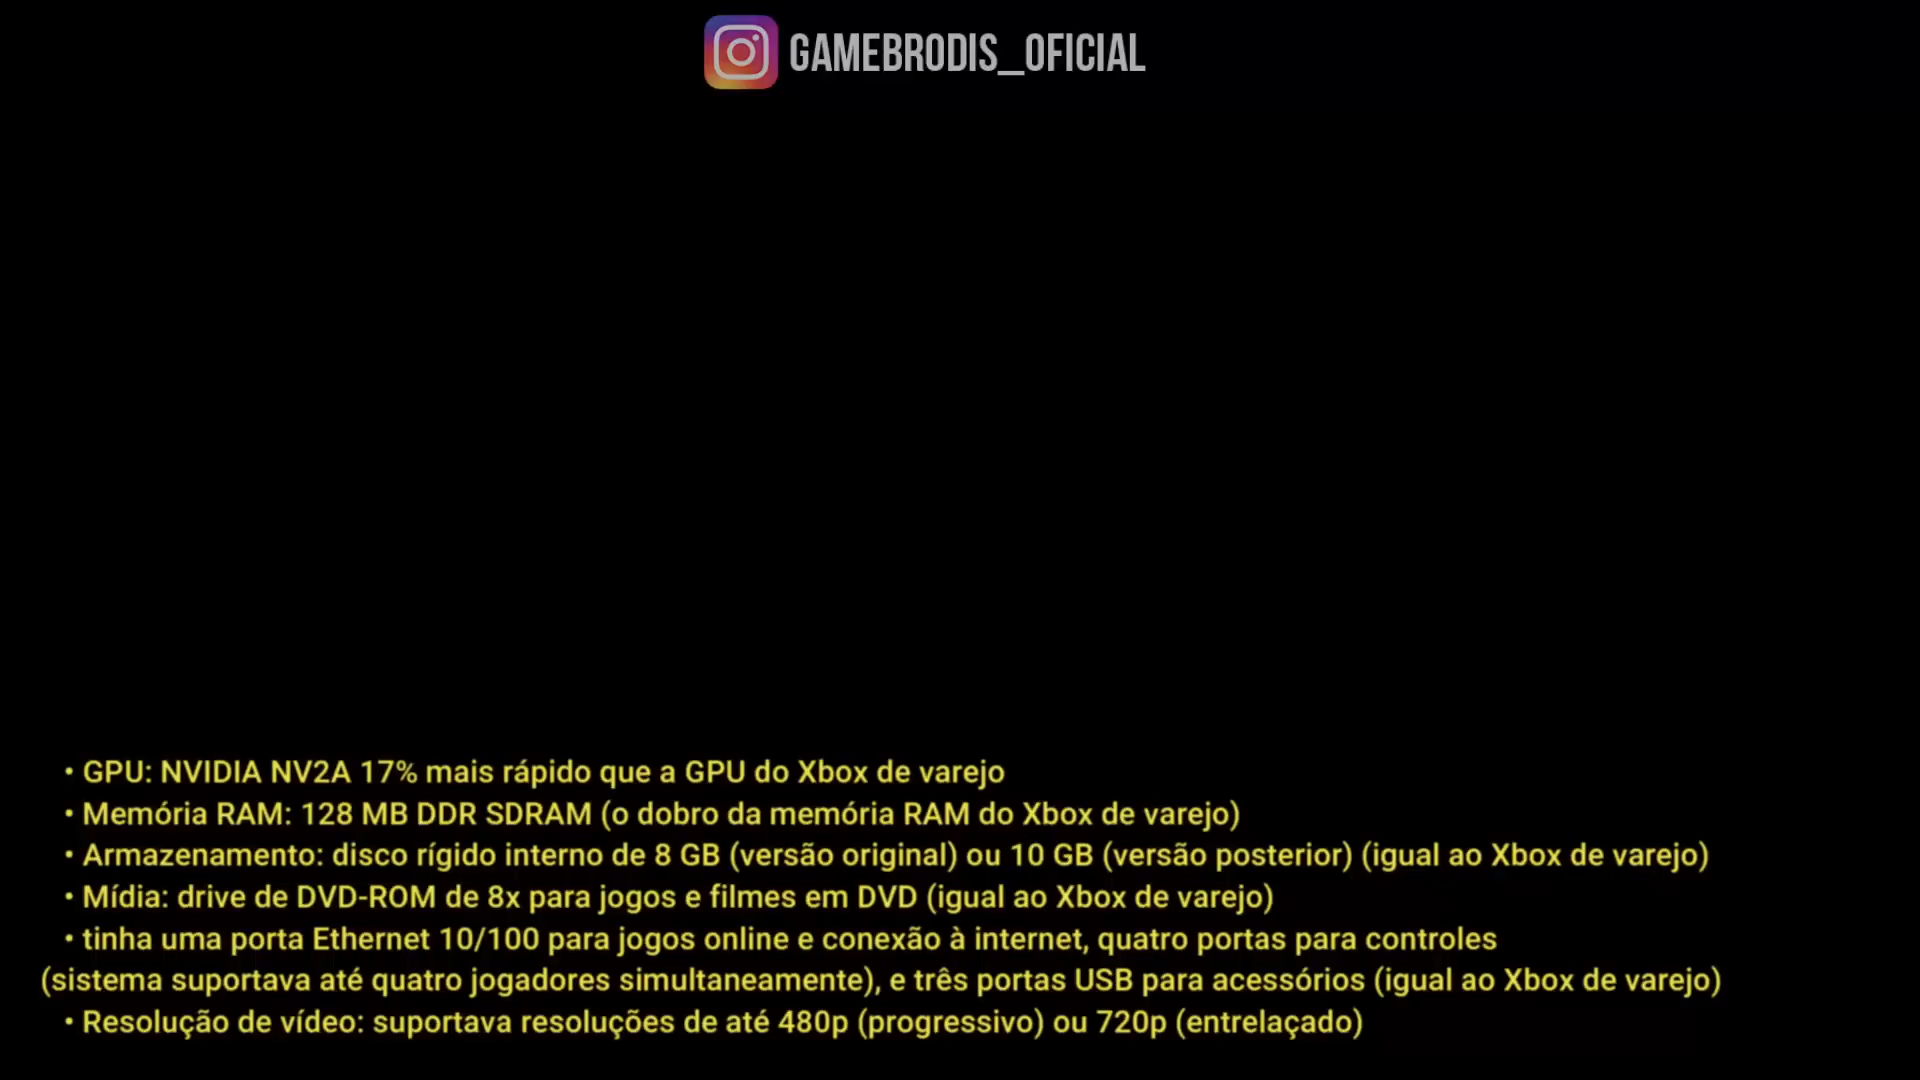 GAMEBRODIS_OFICIAL
• GPU: NVIDIA NV2A 17% mais rápido que a GPU do Xbox de varejo
• Memória RAM: 128 MB DDR SDRAM (o dobro da memória RAM do Xbox de varejo)
• Armazenamento: disco rígido interno de 8 GB (versão original) ou 10 GB (versão posterior) (igual ao Xbox de varejo)
• Mídia: drive de DVD-ROM de 8x para jogos e filmes em DVD (igual ao Xbox de varejo)
• tinha uma porta Ethernet 10/100 para jogos online e conexão à internet, quatro portas para controles
(sistema suportava até quatro jogadores simultaneamente), e três portas USB para acessórios (igual ao Xbox de varejo)
• Resolução de vídeo: suportava resoluções de até 480p (progressivo) ou 720p (entrelaçado)